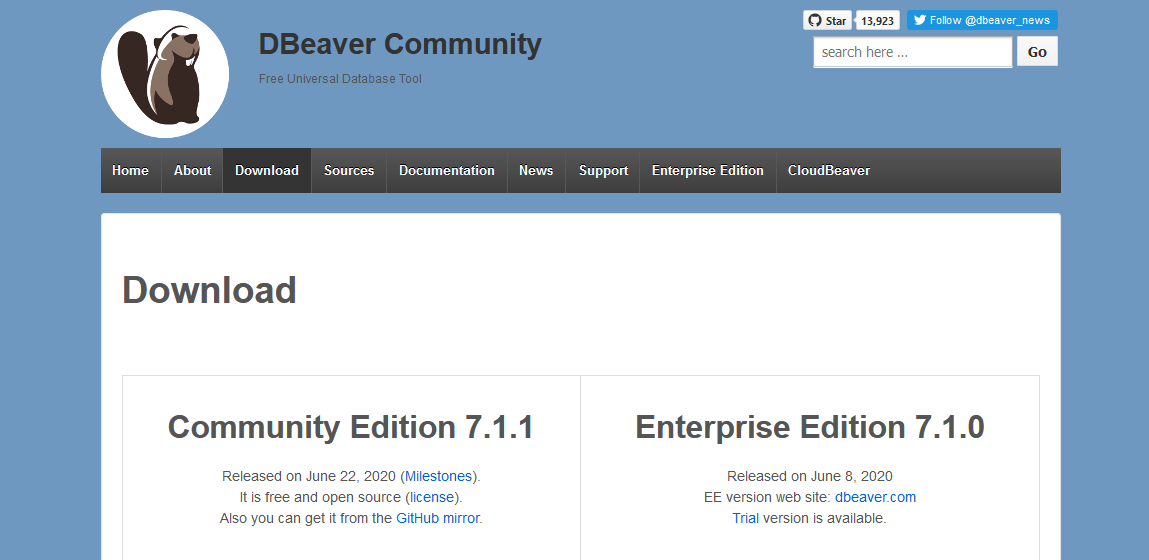 DBeaver Community
Free Universal Database Tool
Star 13,923 Follow @dbeaver_news
search here ... Go
Home About Download Sources Documentation News Support Enterprise Edition CloudBeaver
Download
Community Edition 7.1.1
Released on June 22, 2020 (Milestones).
It is free and open source (license).
Also you can get it from the GitHub mirror.
Enterprise Edition 7.1.0
Released on June 8, 2020
EE version web site: dbeaver.com
Trial version is available.